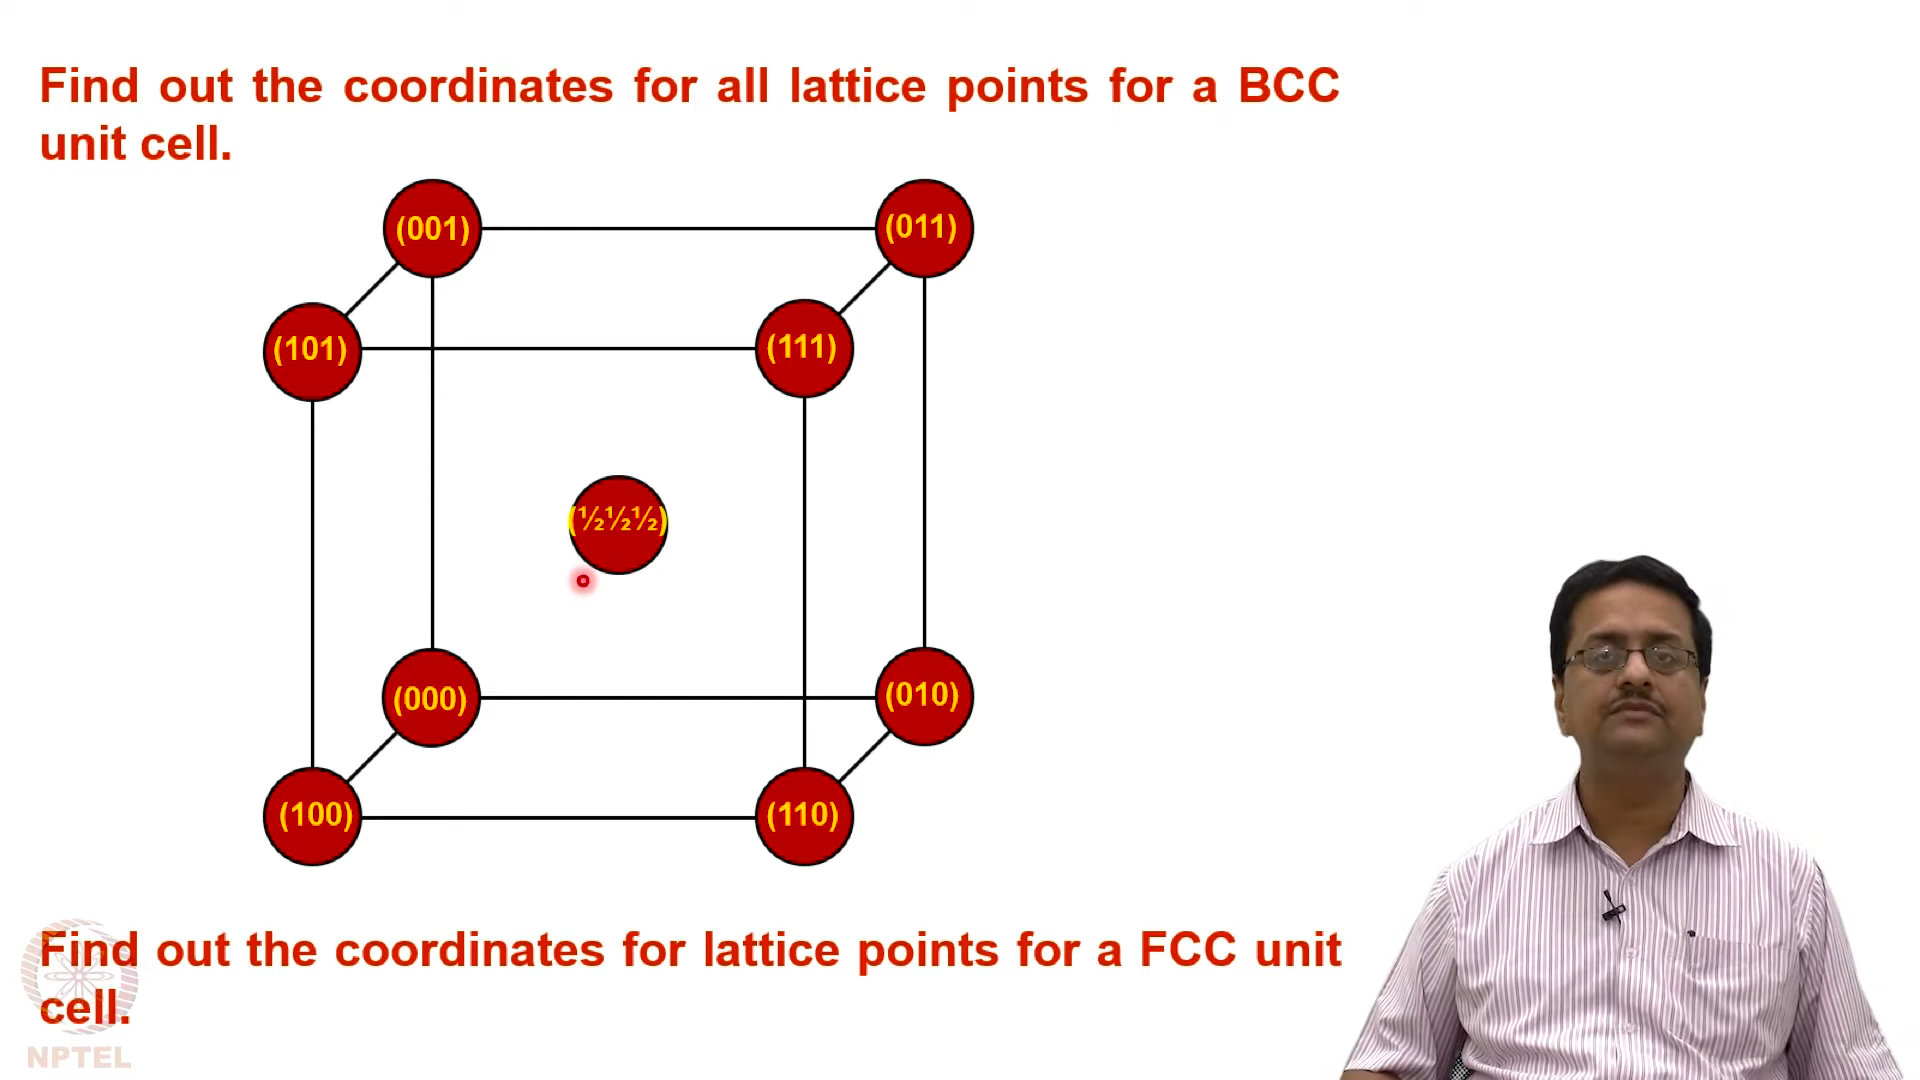 Find out the coordinates for all lattice points for a BCC
unit cell.
(001)
(011)
(101)
(111)
(½½½)
(000)
(010)
(100)
(110)
Find out the coordinates for lattice points for a FCC unit
cell.
NPTEL